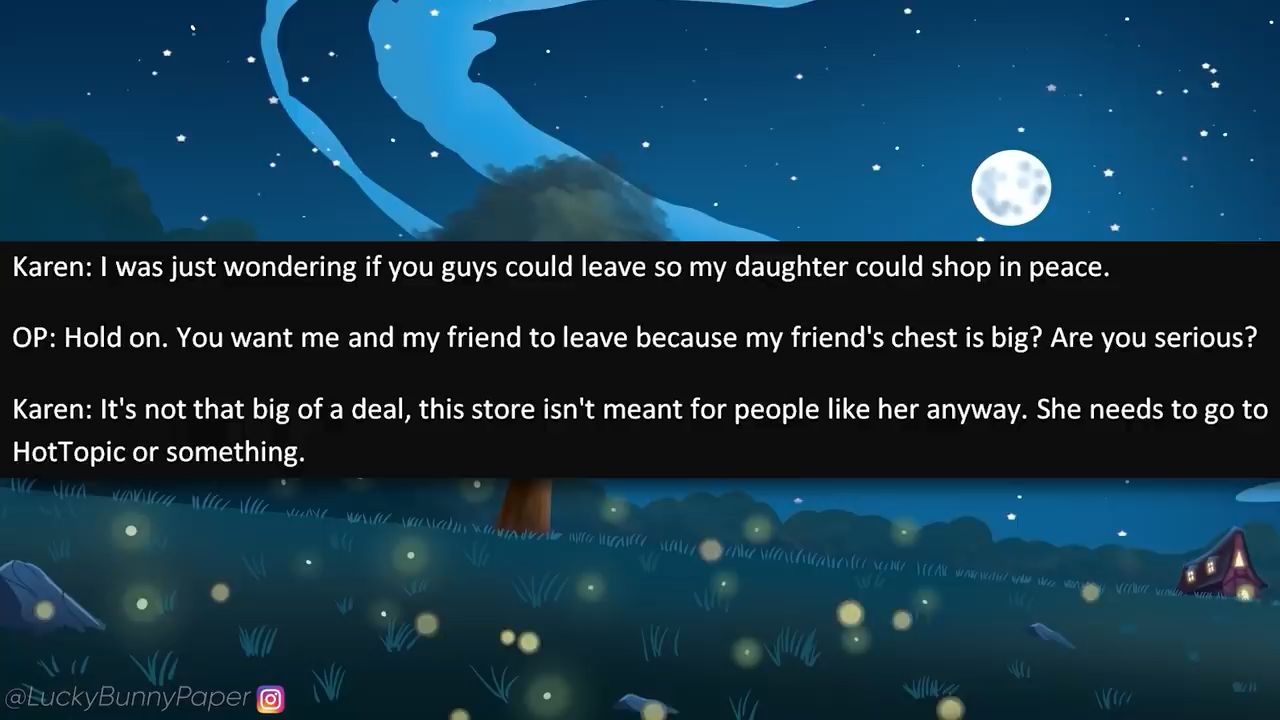 Karen: I was just wondering if you guys could leave so my daughter could shop in peace.
OP: Hold on. You want me and my friend to leave because my friend's chest is big? Are you serious?
Karen: It's not that big of a deal, this store isn't meant for people like her anyway. She needs to go to
HotTopic or something.
@LuckyBunnyPaper